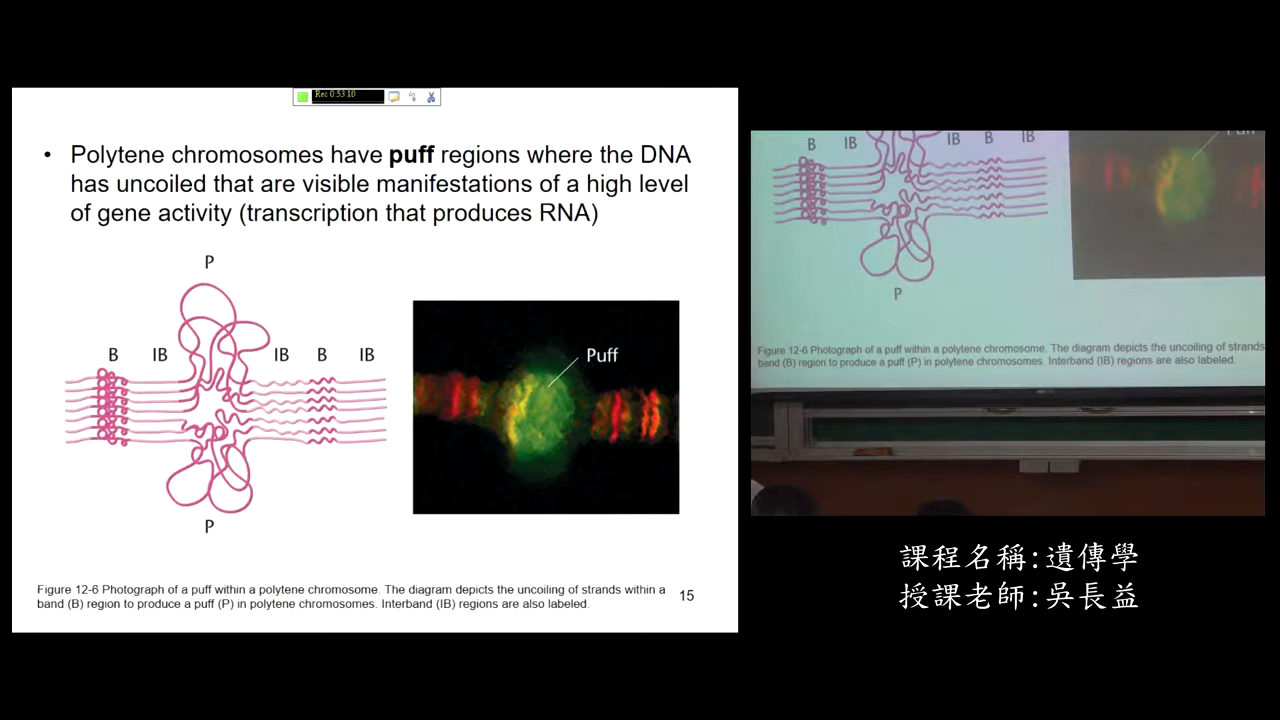 Rec 0:53:10
• Polytene chromosomes have puff regions where the DNA
has uncoiled that are visible manifestations of a high level
of gene activity (transcription that produces RNA)
P
B IB IB B IB
P
Puff
Figure 12-6 Photograph of a puff within a polytene chromosome. The diagram depicts the uncoiling of strands within a
band (B) region to produce a puff (P) in polytene chromosomes. Interband (IB) regions are also labeled.
15
B IB IB B IB
Puff
P
Figure 12-6 Photograph of a puff within a polytene chromosome. The diagram depicts the uncoiling of strands
band (B) region to produce a puff (P) in polytene chromosomes. Interband (IB) regions are also labeled.
課程名稱:遺傳學
授課老師:吳長益